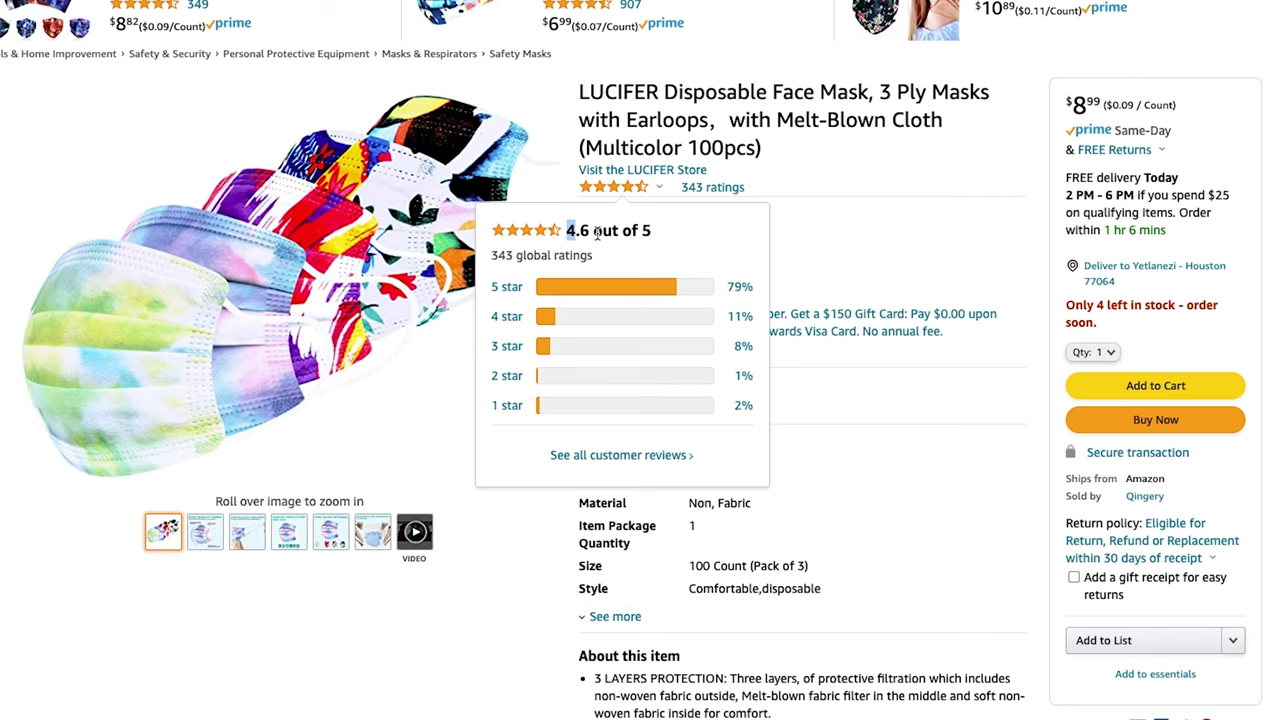 349
$8.82 ($0.09/Count) prime
907
$6.99 ($0.07/Count) prime
$10.89 ($0.11/Count) prime
ls & Home Improvement › Safety & Security › Personal Protective Equipment › Masks & Respirators › Safety Masks
LUCIFER Disposable Face Mask, 3 Ply Masks
with Earloops, with Melt-Blown Cloth
(Multicolor 100pcs)
Visit the LUCIFER Store
343 ratings
4.6 out of 5
343 global ratings
5 star 79%
4 star 11%
3 star 8%
2 star 1%
1 star 2%
See all customer reviews ›
ber. Get a $150 Gift Card: Pay $0.00 upon
wards Visa Card. No annual fee.
Roll over image to zoom in
VIDEO
Material Non, Fabric
Item Package
Quantity
1
Size 100 Count (Pack of 3)
Style Comfortable,disposable
See more
About this item
• 3 LAYERS PROTECTION: Three layers, of protective filtration which includes
non-woven fabric outside, Melt-blown fabric filter in the middle and soft non-
woven fabric inside for comfort.
$8.99 ($0.09 / Count)
prime Same-Day
& FREE Returns
FREE delivery Today
2 PM - 6 PM if you spend $25
on qualifying items. Order
within 1 hr 6 mins
Deliver to Yetlanezi - Houston
77064
Only 4 left in stock - order
soon.
Qty: 1
Add to Cart
Buy Now
Secure transaction
Ships from Amazon
Sold by Qingery
Return policy: Eligible for
Return, Refund or Replacement
within 30 days of receipt
Add a gift receipt for easy
returns
Add to List
Add to essentials